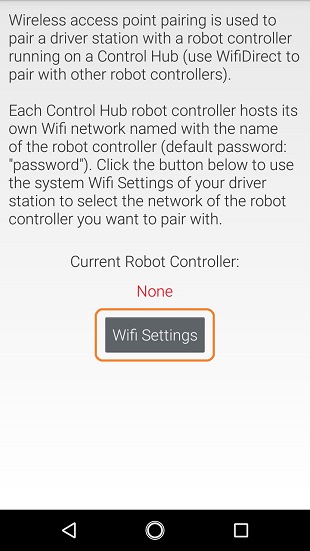 Wireless access point pairing is used to
pair a driver station with a robot controller
running on a Control Hub (use WifiDirect to
pair with other robot controllers).
Each Control Hub robot controller hosts its
own Wifi network named with the name
of the robot controller (default password:
"password"). Click the button below to use
the system Wifi Settings of your driver
station to select the network of the robot
controller you want to pair with.
Current Robot Controller:
None
Wifi Settings